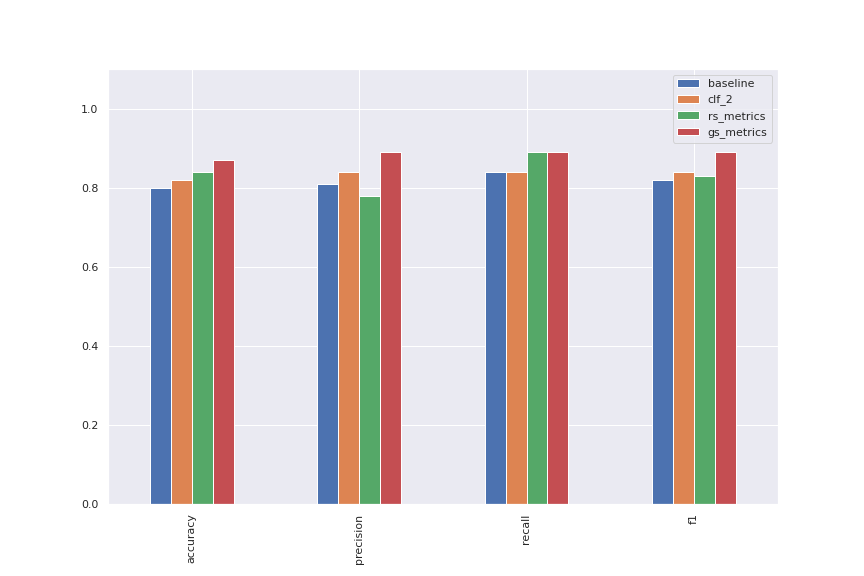 1.0
0.8
0.6
0.4
0.2
0.0
baseline
clf_2
rs_metrics
gs_metrics
accuracy
precision
recall
f1